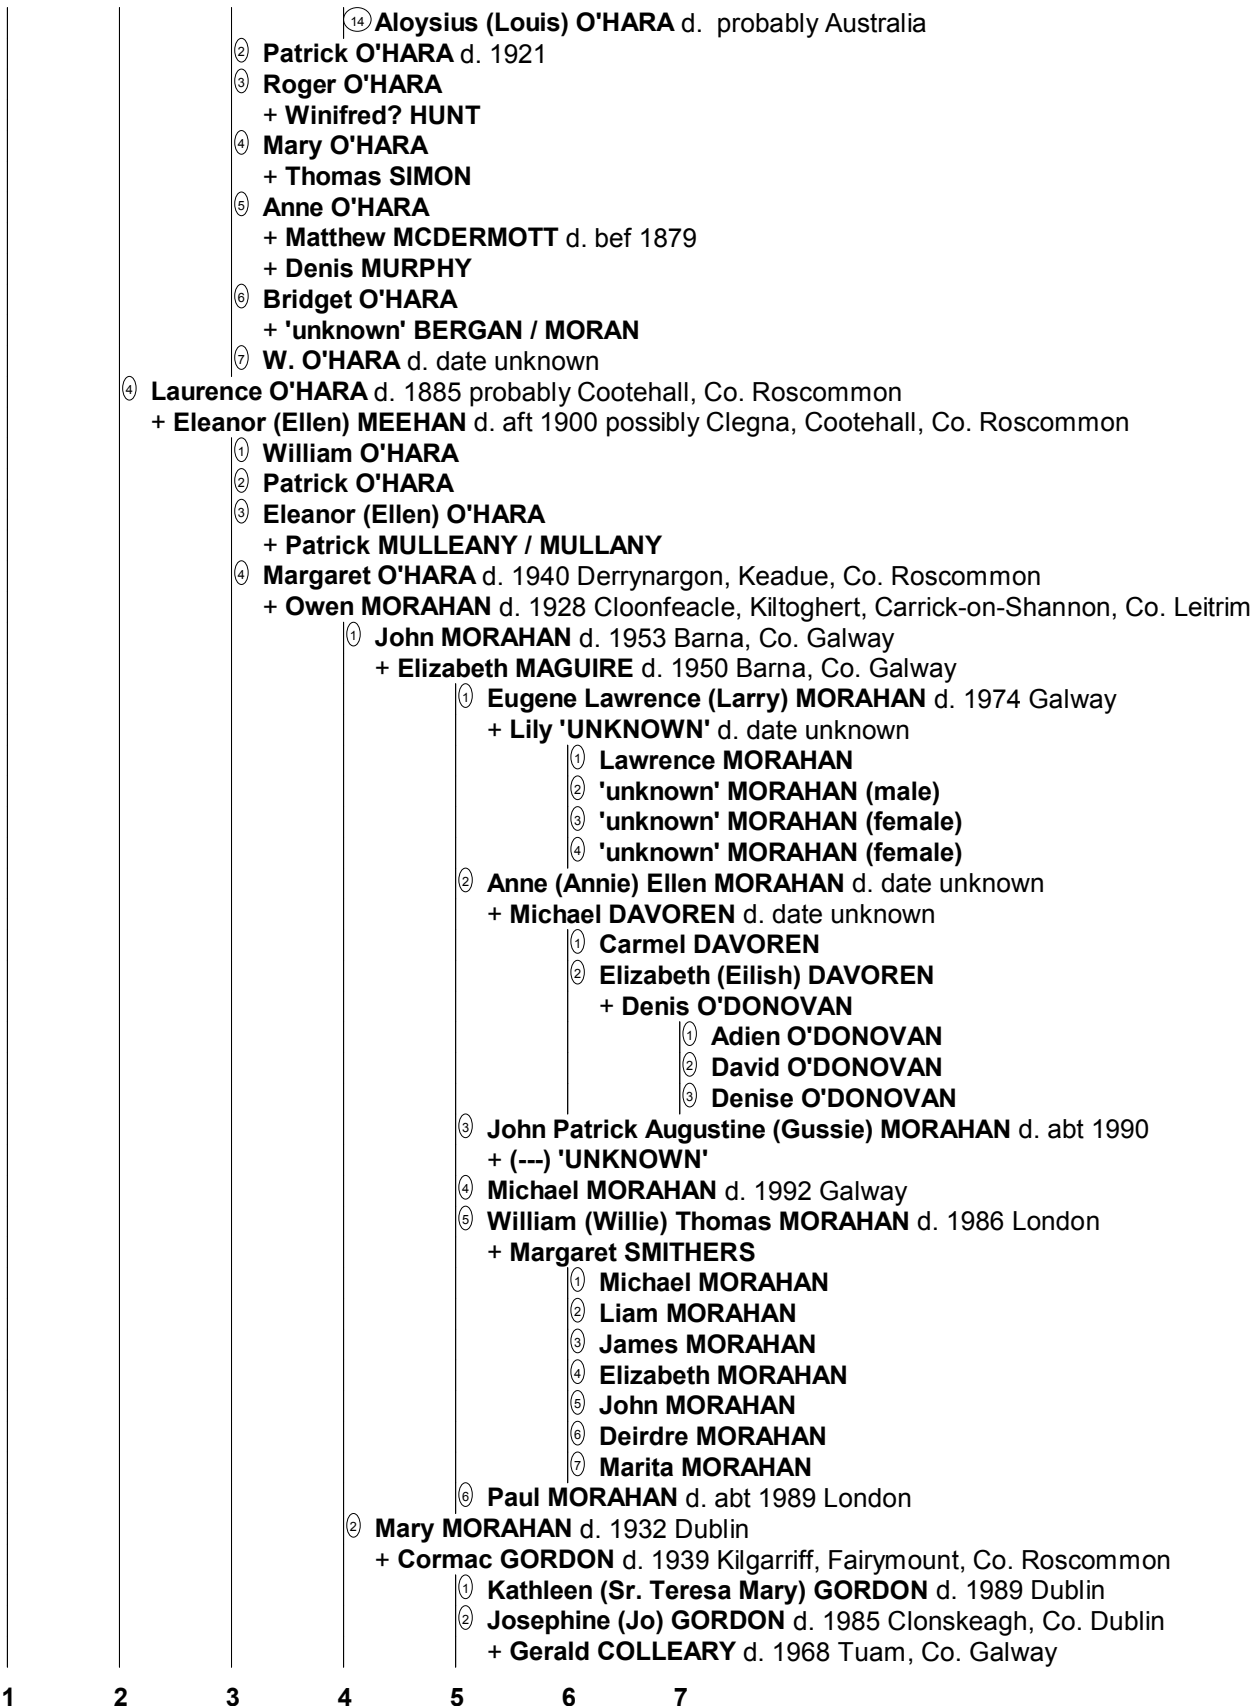 14 Aloysius (Louis) O'HARA d. probably Australia
2 Patrick O'HARA d. 1921
3 Roger O'HARA
+ Winifred? HUNT
4 Mary O'HARA
+ Thomas SIMON
5 Anne O'HARA
+ Matthew MCDERMOTT d. bef 1879
+ Denis MURPHY
6 Bridget O'HARA
+ 'unknown' BERGAN / MORAN
7 W. O'HARA d. date unknown
4 Laurence O'HARA d. 1885 probably Cootehall, Co. Roscommon
+ Eleanor (Ellen) MEEHAN d. aft 1900 possibly Clegna, Cootehall, Co. Roscommon
1 William O'HARA
2 Patrick O'HARA
3 Eleanor (Ellen) O'HARA
+ Patrick MULLEANY / MULLANY
4 Margaret O'HARA d. 1940 Derrynargon, Keadue, Co. Roscommon
+ Owen MORAHAN d. 1928 Cloonfeacle, Kiltoghert, Carrick-on-Shannon, Co. Leitrim
1 John MORAHAN d. 1953 Barna, Co. Galway
+ Elizabeth MAGUIRE d. 1950 Barna, Co. Galway
1 Eugene Lawrence (Larry) MORAHAN d. 1974 Galway
+ Lily 'UNKNOWN' d. date unknown
1 Lawrence MORAHAN
2 'unknown' MORAHAN (male)
3 'unknown' MORAHAN (female)
4 'unknown' MORAHAN (female)
2 Anne (Annie) Ellen MORAHAN d. date unknown
+ Michael DAVOREN d. date unknown
1 Carmel DAVOREN
2 Elizabeth (Eilish) DAVOREN
+ Denis O'DONOVAN
1 Adien O'DONOVAN
2 David O'DONOVAN
3 Denise O'DONOVAN
3 John Patrick Augustine (Gussie) MORAHAN d. abt 1990
+ (---) 'UNKNOWN'
4 Michael MORAHAN d. 1992 Galway
5 William (Willie) Thomas MORAHAN d. 1986 London
+ Margaret SMITHERS
1 Michael MORAHAN
2 Liam MORAHAN
3 James MORAHAN
4 Elizabeth MORAHAN
5 John MORAHAN
6 Deirdre MORAHAN
7 Marita MORAHAN
6 Paul MORAHAN d. abt 1989 London
2 Mary MORAHAN d. 1932 Dublin
+ Cormac GORDON d. 1939 Kilgarriff, Fairymount, Co. Roscommon
1 Kathleen (Sr. Teresa Mary) GORDON d. 1989 Dublin
2 Josephine (Jo) GORDON d. 1985 Clonskeagh, Co. Dublin
+ Gerald COLLEARY d. 1968 Tuam, Co. Galway
1 2 3 4 5 6 7